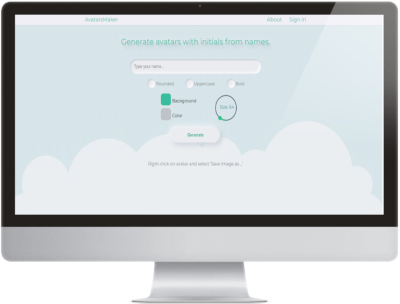 AvatarsMaker
About Sign in
Generate avatars with initials from names.
Type your name...
Rounded Uppercase Bold
Background
Size 64
Color
Generate
Right-click on avatar and select 'Save image as...'